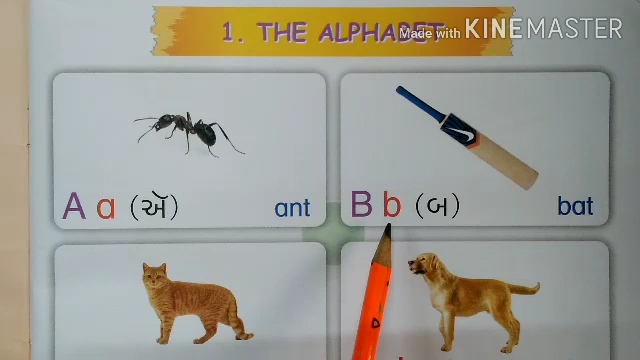 1. THE ALPHABET
Made with KINEMASTER
A a (ઍ) ant
B b (બ) bat